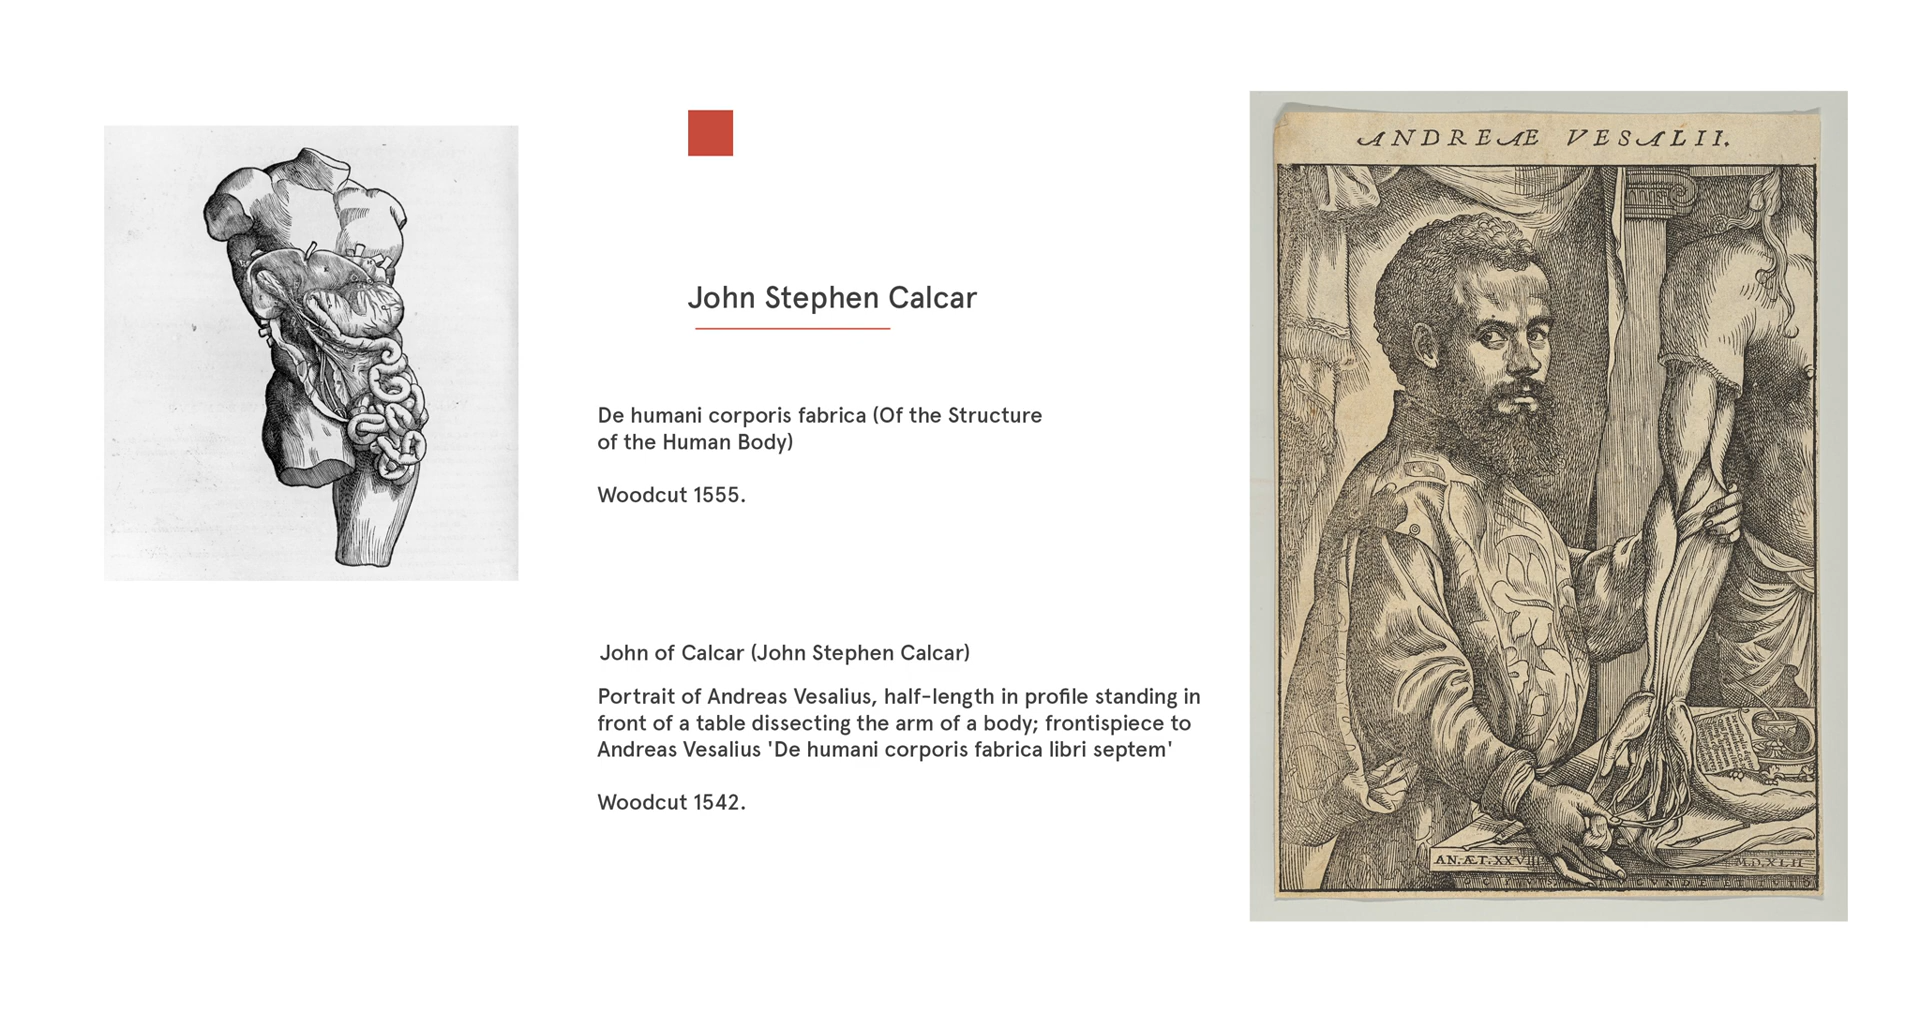 John Stephen Calcar
De humani corporis fabrica (Of the Structure
of the Human Body)
Woodcut 1555.
John of Calcar (John Stephen Calcar)
Portrait of Andreas Vesalius, half-length in profile standing in
front of a table dissecting the arm of a body; frontispiece to
Andreas Vesalius 'De humani corporis fabrica libri septem'
Woodcut 1542.
ANDREÆ VESALII.
AN. ÆT. XXVIII
M.D.XLII